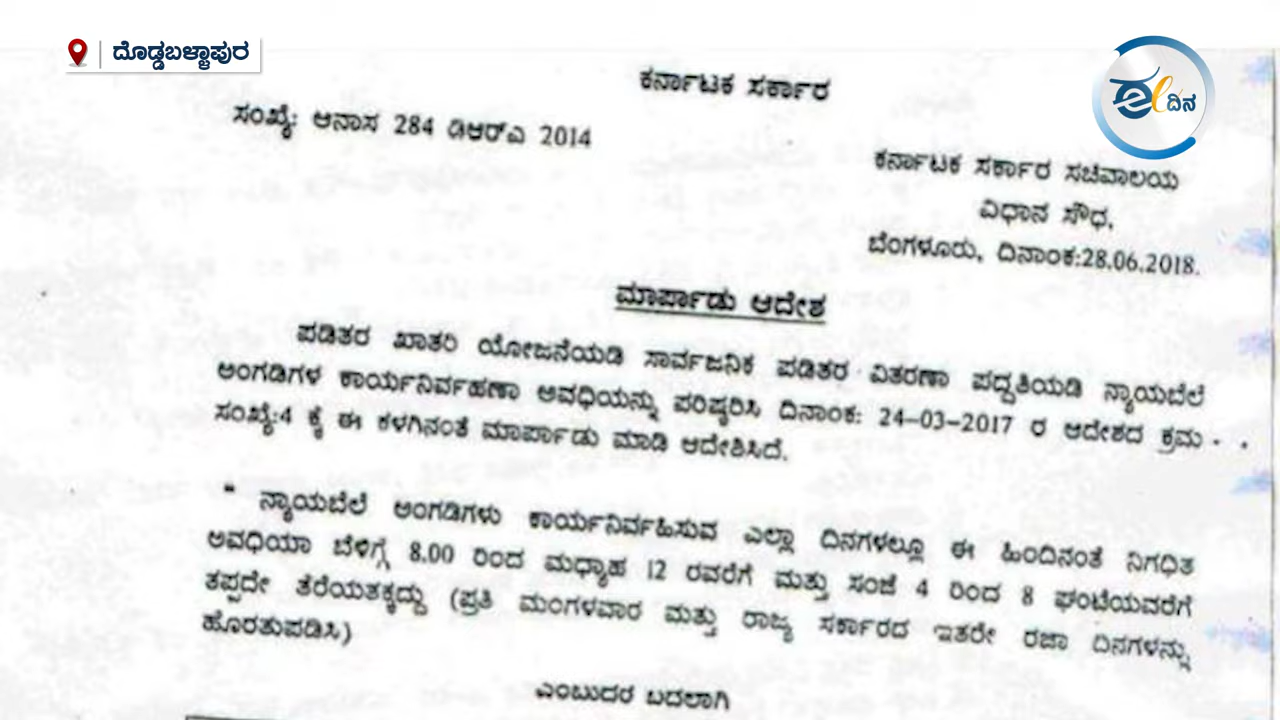 ದೊಡ್ಡಬಳ್ಳಾಪುರ
ಈ ದಿನ
ಕರ್ನಾಟಕ ಸರ್ಕಾರ
ಸಂಖ್ಯೆ: ಆನಾಸ 284 ಡಿಆರ್‌ಎ 2014
ಕರ್ನಾಟಕ ಸರ್ಕಾರ ಸಚಿವಾಲಯ
ವಿಧಾನ ಸೌಧ,
ಬೆಂಗಳೂರು, ದಿನಾಂಕ:28.06.2018.
ಮಾರ್ಪಾಡು ಆದೇಶ
ಪಡಿತರ ಖಾತರಿ ಯೋಜನೆಯಡಿ ಸಾರ್ವಜನಿಕ ಪಡಿತರ ವಿತರಣಾ ಪದ್ದತಿಯಡಿ ನ್ಯಾಯಬೆಲೆ
ಅಂಗಡಿಗಳ ಕಾರ್ಯನಿರ್ವಹಣಾ ಅವಧಿಯನ್ನು ಪರಿಷ್ಕರಿಸಿ ದಿನಾಂಕ: 24-03-2017 ರ ಆದೇಶದ ಕ್ರಮ
ಸಂಖ್ಯೆ:4 ಕ್ಕೆ ಈ ಕಳಗಿನಂತೆ ಮಾರ್ಪಾಡು ಮಾಡಿ ಆದೇಶಿಸಿದೆ.
" ನ್ಯಾಯಬೆಲೆ ಅಂಗಡಿಗಳು ಕಾರ್ಯನಿರ್ವಹಿಸುವ ಎಲ್ಲಾ ದಿನಗಳಲ್ಲೂ ಈ ಹಿಂದಿನಂತೆ ನಿಗಧಿತ
ಅವಧಿಯಾ ಬೆಳಿಗ್ಗೆ 8.00 ರಿಂದ ಮಧ್ಯಾಹ 12 ರವರೆಗೆ ಮತ್ತು ಸಂಜೆ 4 ರಿಂದ 8 ಘಂಟೆಯವರೆಗೆ
ತಪ್ಪದೇ ತೆರೆಯತಕ್ಕದ್ದು (ಪ್ರತಿ ಮಂಗಳವಾರ ಮತ್ತು ರಾಜ್ಯ ಸರ್ಕಾರದ ಇತರೇ ರಜಾ ದಿನಗಳನ್ನು
ಹೊರತುಪಡಿಸಿ)
ಎಂಬುದರ ಬದಲಾಗಿ